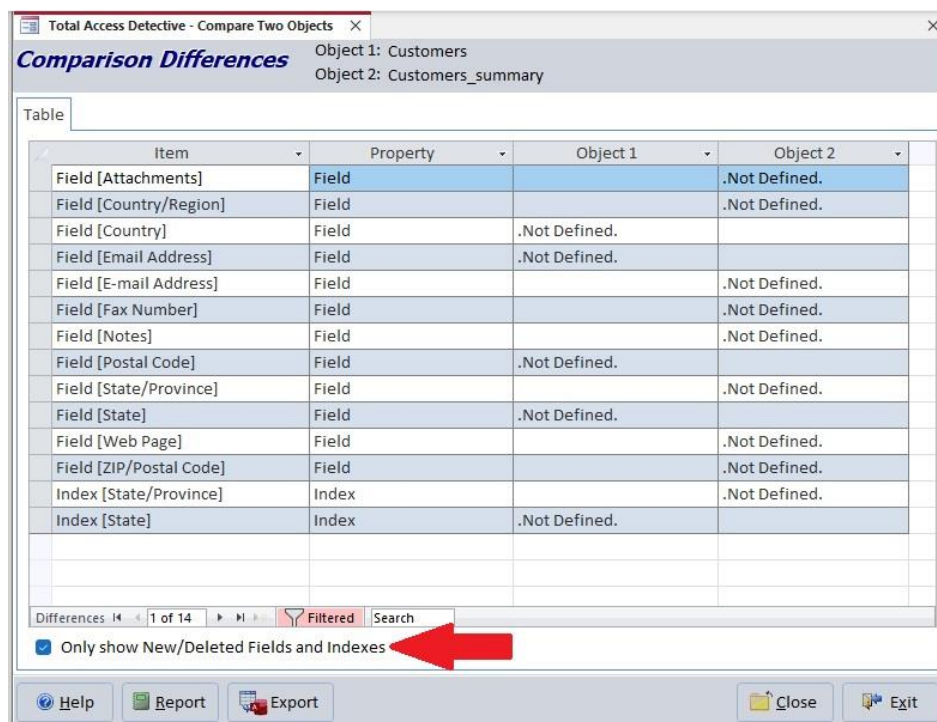 Total Access Detective - Compare Two Objects
Comparison Differences
Object 1: Customers
Object 2: Customers_summary
Table
Item Property Object 1 Object 2
Field [Attachments] Field .Not Defined.
Field [Country/Region] Field .Not Defined.
Field [Country] Field .Not Defined.
Field [Email Address] Field .Not Defined.
Field [E-mail Address] Field .Not Defined.
Field [Fax Number] Field .Not Defined.
Field [Notes] Field .Not Defined.
Field [Postal Code] Field .Not Defined.
Field [State/Province] Field .Not Defined.
Field [State] Field .Not Defined.
Field [Web Page] Field .Not Defined.
Field [ZIP/Postal Code] Field .Not Defined.
Index [State/Province] Index .Not Defined.
Index [State] Index .Not Defined.
Differences 1 of 14 Filtered Search
Only show New/Deleted Fields and Indexes
Help Report Export Close Exit